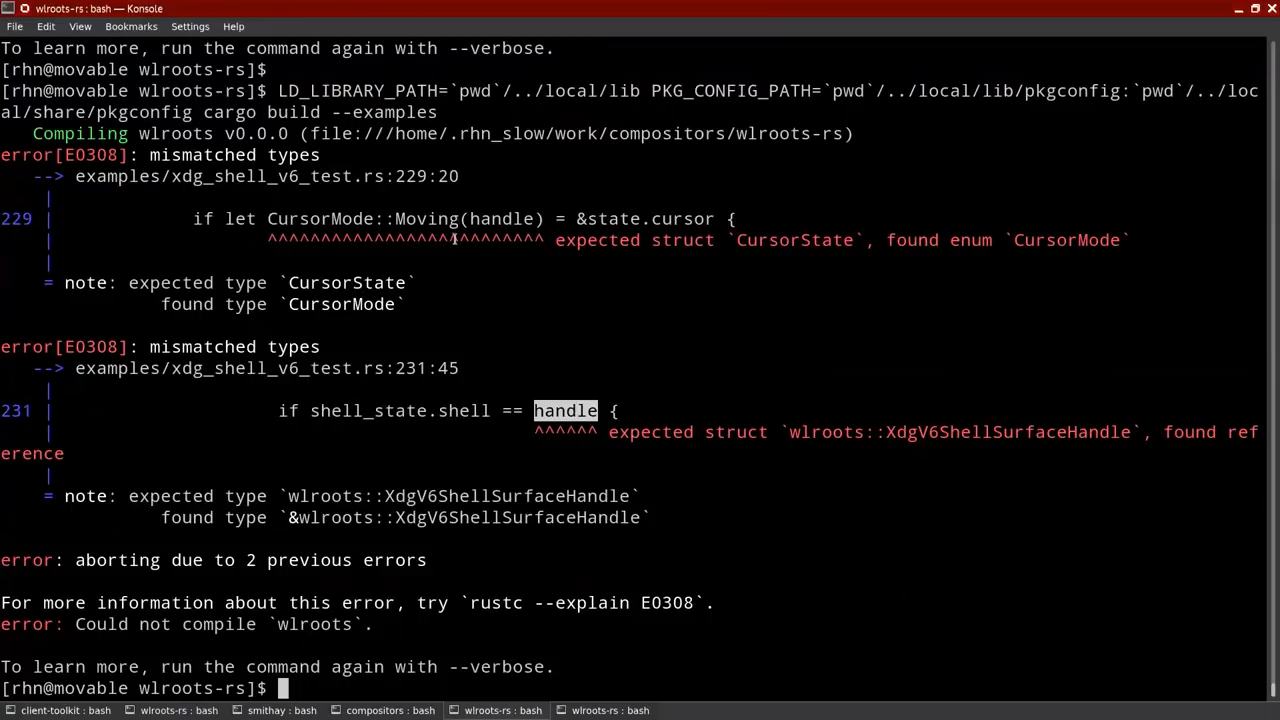 wlroots-rs : bash — Konsole
File Edit View Bookmarks Settings Help
To learn more, run the command again with --verbose.
[rhn@movable wlroots-rs]$
[rhn@movable wlroots-rs]$ LD_LIBRARY_PATH=`pwd`/../local/lib PKG_CONFIG_PATH=`pwd`/../local/lib/pkgconfig:`pwd`/../loc
al/share/pkgconfig cargo build --examples
   Compiling wlroots v0.0.0 (file:///home/.rhn_slow/work/compositors/wlroots-rs)
error[E0308]: mismatched types
   --> examples/xdg_shell_v6_test.rs:229:20
    |
229 |             if let CursorMode::Moving(handle) = &state.cursor {
    |                    ^^^^^^^^^^^^^^^^^^^^^^^^^^ expected struct `CursorState`, found enum `CursorMode`
    |
    = note: expected type `CursorState`
               found type `CursorMode`
error[E0308]: mismatched types
   --> examples/xdg_shell_v6_test.rs:231:45
    |
231 |                     if shell_state.shell == handle {
    |                                             ^^^^^^ expected struct `wlroots::XdgV6ShellSurfaceHandle`, found ref
erence
    |
    = note: expected type `wlroots::XdgV6ShellSurfaceHandle`
               found type `&wlroots::XdgV6ShellSurfaceHandle`
error: aborting due to 2 previous errors
For more information about this error, try `rustc --explain E0308`.
error: Could not compile `wlroots`.
To learn more, run the command again with --verbose.
[rhn@movable wlroots-rs]$
client-toolkit : bash wlroots-rs : bash smithay : bash compositors : bash wlroots-rs : bash wlroots-rs : bash